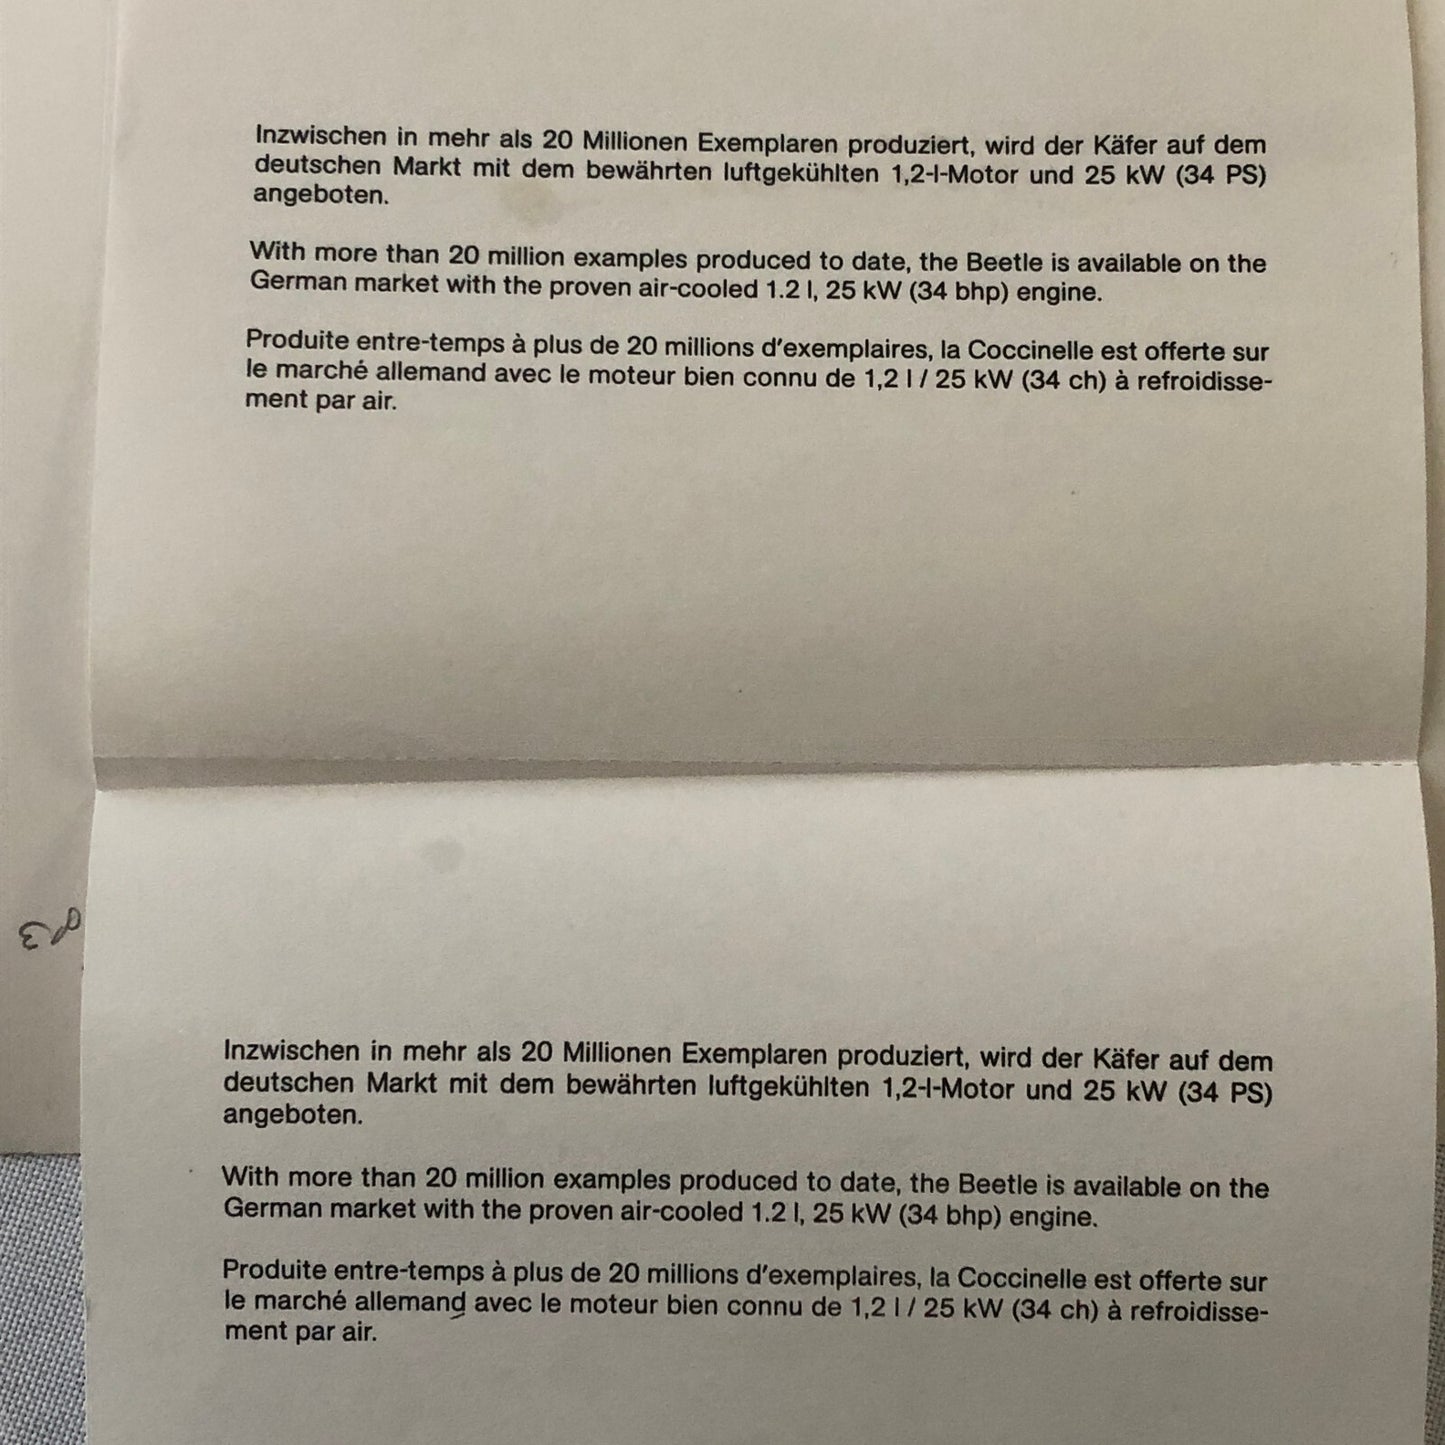 Inzwischen in mehr als 20 Millionen Exemplaren produziert, wird der Käfer auf dem
deutschen Markt mit dem bewährten luftgekühlten 1,2-l-Motor und 25 kW (34 PS)
angeboten.
With more than 20 million examples produced to date, the Beetle is available on the
German market with the proven air-cooled 1.2 l, 25 kW (34 bhp) engine.
Produite entre-temps à plus de 20 millions d'exemplaires, la Coccinelle est offerte sur
le marché allemand avec le moteur bien connu de 1,2 l / 25 kW (34 ch) à refroidisse-
ment par air.
Inzwischen in mehr als 20 Millionen Exemplaren produziert, wird der Käfer auf dem
deutschen Markt mit dem bewährten luftgekühlten 1,2-l-Motor und 25 kW (34 PS)
angeboten.
With more than 20 million examples produced to date, the Beetle is available on the
German market with the proven air-cooled 1.2 l, 25 kW (34 bhp) engine.
Produite entre-temps à plus de 20 millions d'exemplaires, la Coccinelle est offerte sur
le marché allemand avec le moteur bien connu de 1,2 l / 25 kW (34 ch) à refroidisse-
ment par air.